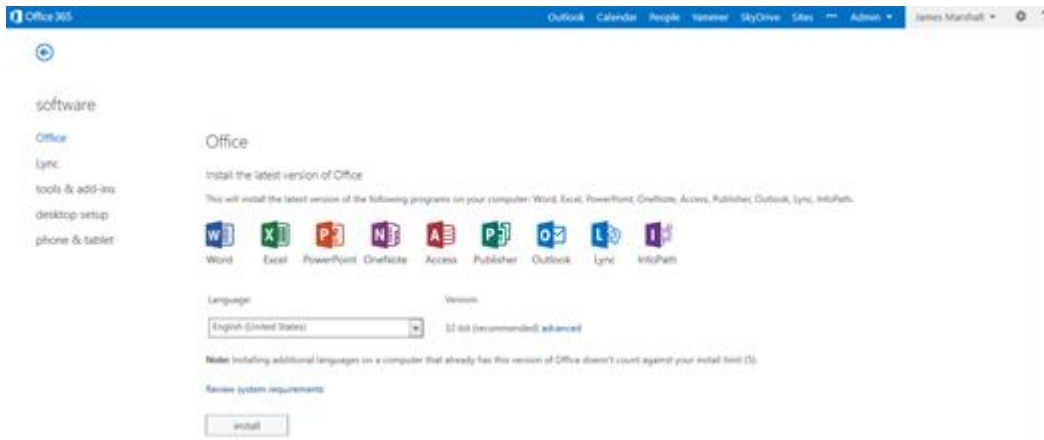 Office 365 Outlook Calendar People Yammer SkyDrive Sites ··· Admin James Marshall
software
Office
Lync
tools & add-ins
desktop setup
phone & tablet
Office
Install the latest version of Office
This will install the latest version of the following programs on your computer: Word, Excel, PowerPoint, OneNote, Access, Publisher, Outlook, Lync, InfoPath.
Word Excel PowerPoint OneNote Access Publisher Outlook Lync InfoPath
Language: Version:
English (United States) 32-bit (recommended) advanced
Note: Installing additional languages on a computer that already has this version of Office doesn't count against your install limit (5).
Review system requirements
install